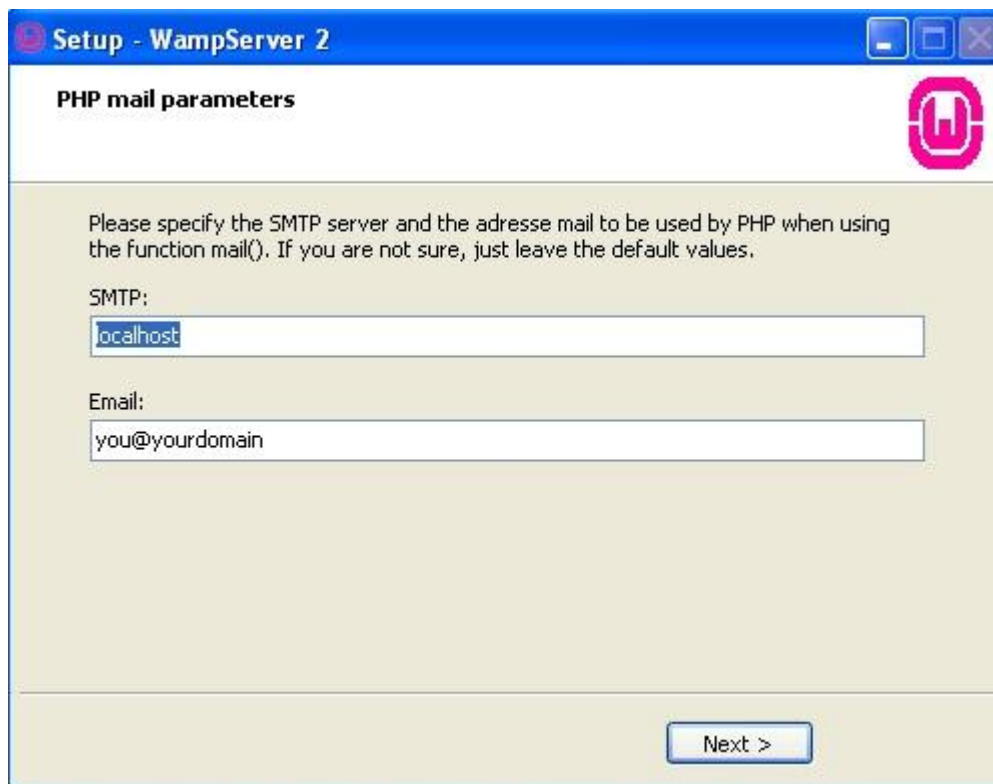 Setup - WampServer 2
PHP mail parameters
Please specify the SMTP server and the adresse mail to be used by PHP when using
the function mail(). If you are not sure, just leave the default values.
SMTP:
localhost
Email:
you@yourdomain
Next >